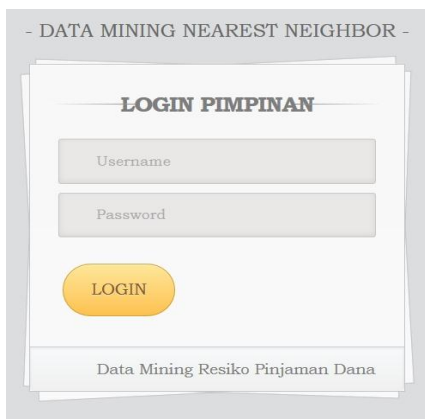 - DATA MINING NEAREST NEIGHBOR -
LOGIN PIMPINAN
Username
Password
LOGIN
Data Mining Resiko Pinjaman Dana